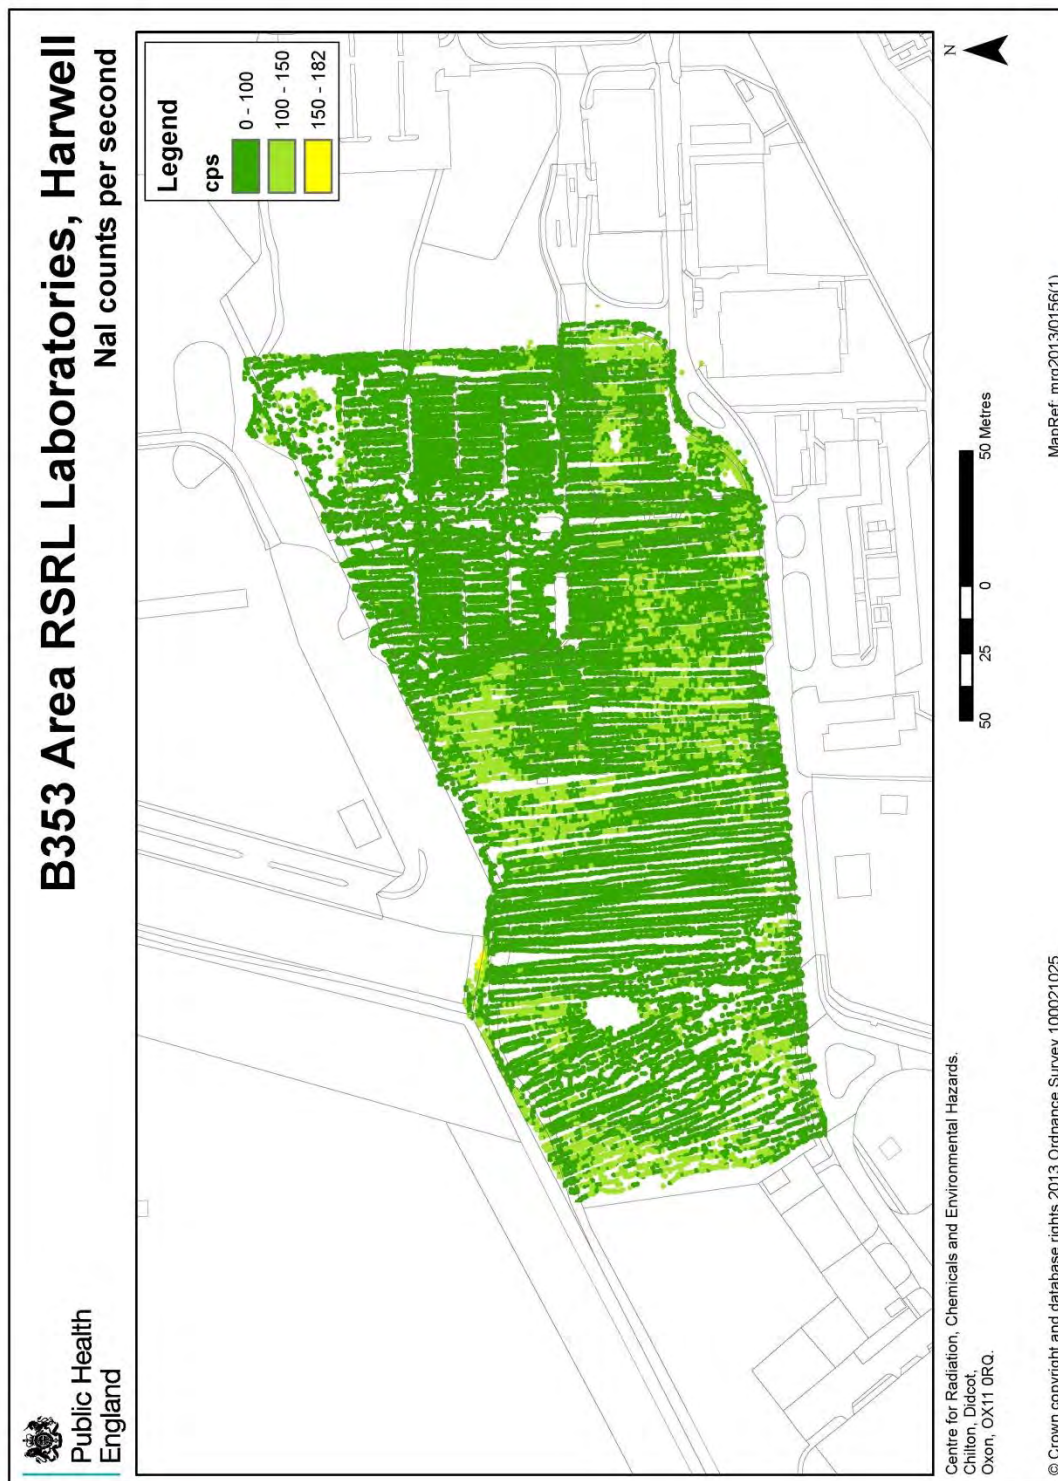 Public Health
England
B353 Area RSRL Laboratories, Harwell
NaI counts per second
Legend
cps
0 - 100
100 - 150
150 - 182
N
50 25 0 50 Metres
Centre for Radiation, Chemicals and Environmental Hazards.
Chilton, Didcot,
Oxon, OX11 0RQ.
© Crown copyright and database rights 2013 Ordnance Survey 100021025
MapRef: mrg2013/0156(1)